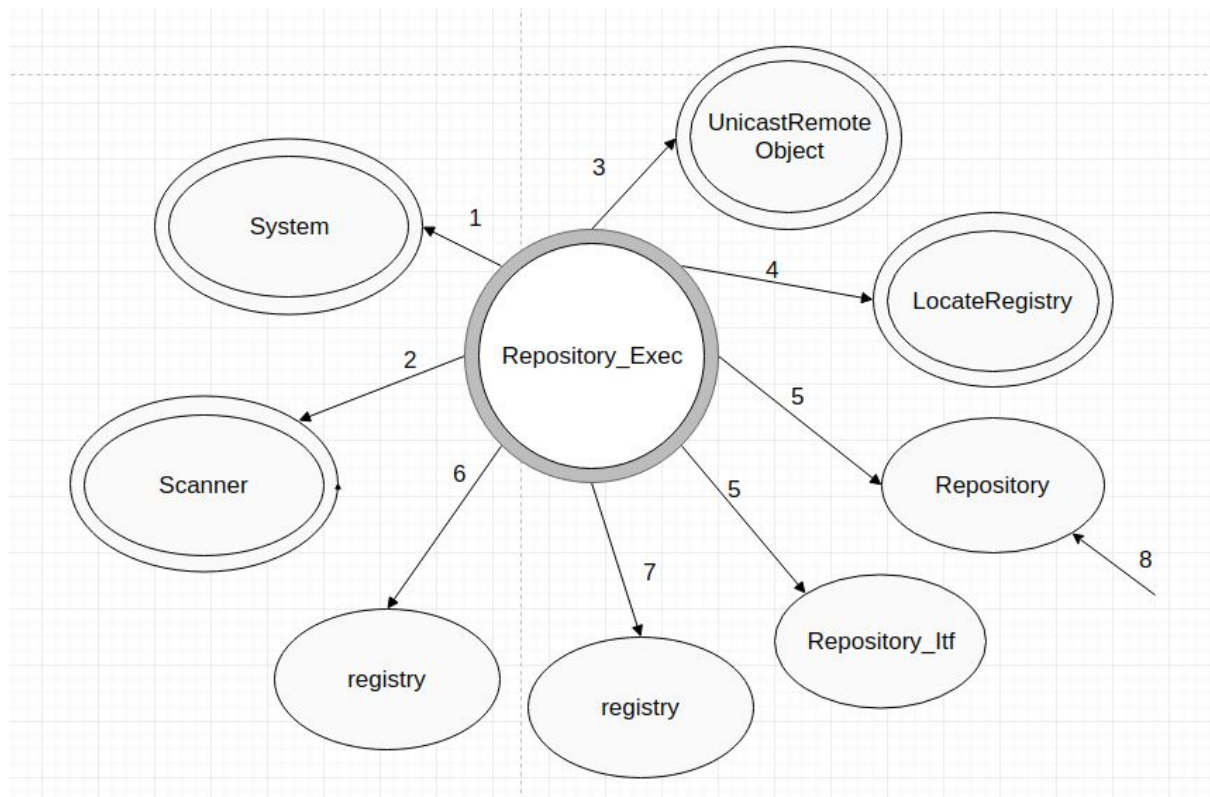 UnicastRemote
Object
3
System
1
4
LocateRegistry
Repository_Exec
2
5
6
Scanner
5
Repository
7
8
Repository_Itf
registry
registry